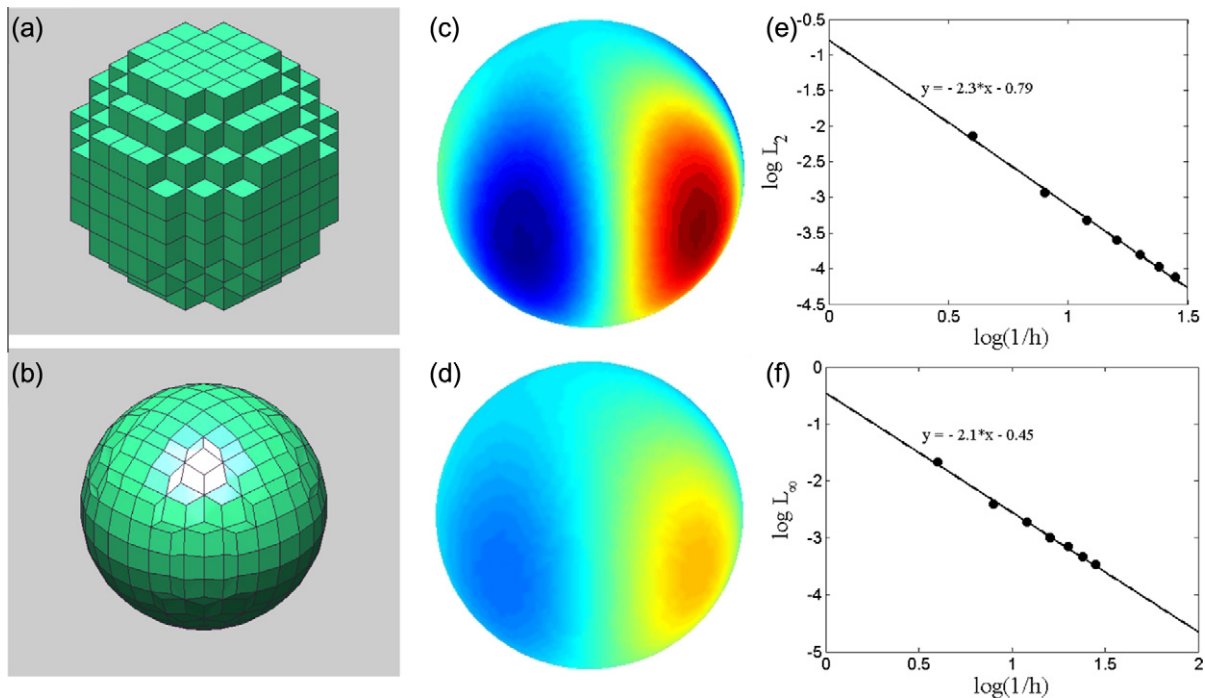 (a)
(b)
(c)
(d)
(e)
-0.5
-1
-1.5
-2
-2.5
-3
-3.5
-4
-4.5
log L2
y = - 2.3*x - 0.79
0
0.5
1
1.5
log(1/h)
(f)
0
-1
-2
-3
-4
-5
log L∞
y = - 2.1*x - 0.45
0
0.5
1
1.5
2
log(1/h)